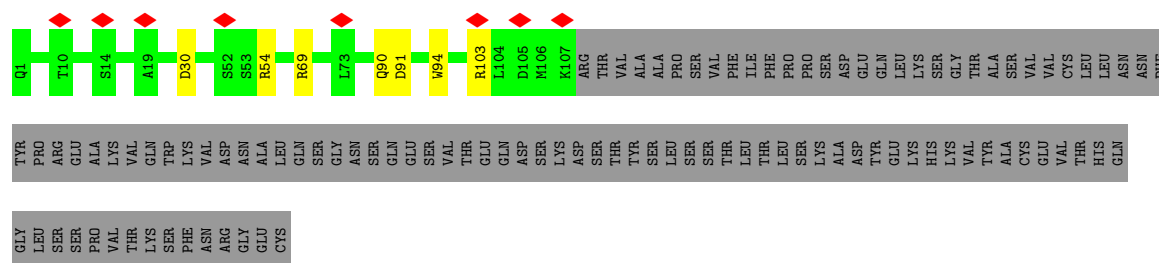 Q1 T10 S14 A19 D30 S52 S53 R54 R69 L73 Q90 D91 W94 R103 L104 D105 M106 K107 ARG THR VAL ALA ALA PRO SER VAL PHE ILE PHE PRO PRO SER ASP GLU GLN LEU LYS SER GLY THR ALA SER VAL VAL CYS LEU LEU ASN ASN PHE
TYR PRO ARG GLU ALA LYS VAL GLN TRP LYS VAL ASP ASN ALA LEU GLN SER GLY ASN SER GLN GLU SER VAL THR GLU GLN ASP SER LYS ASP SER THR TYR SER LEU SER SER THR LEU THR LEU SER LYS ALA ASP TYR GLU LYS HIS LYS VAL TYR ALA CYS GLU VAL THR HIS GLN
GLY LEU SER SER PRO VAL THR LYS SER PHE ASN ARG GLY GLU CYS